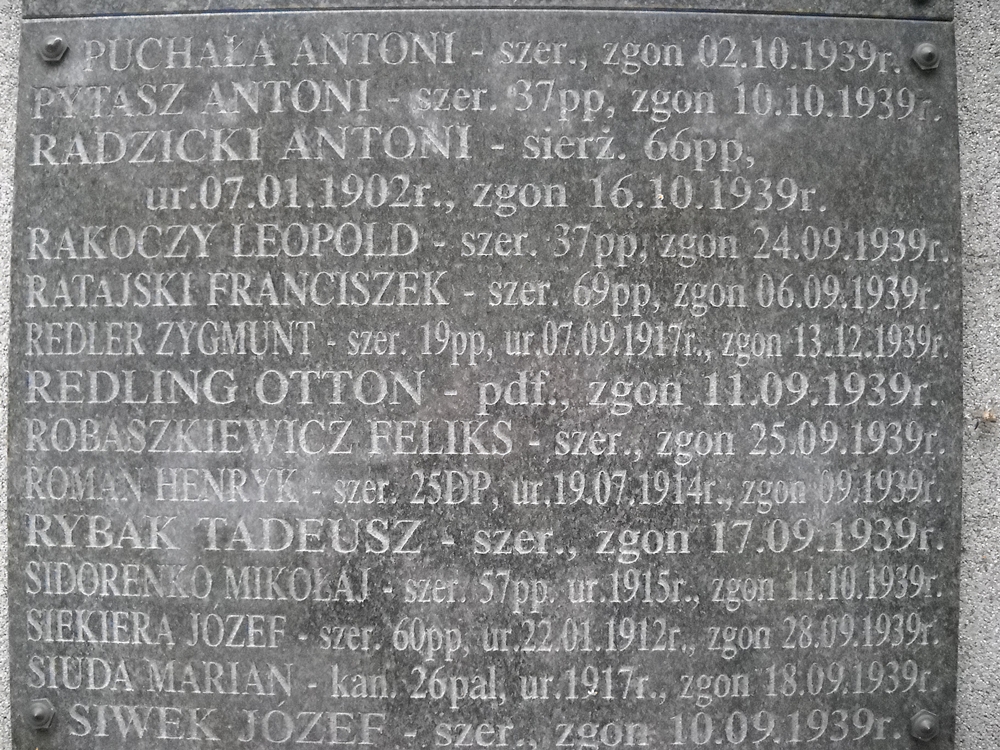 PUCHAŁA ANTONI - szer., zgon 02.10.1939r.
PYTASZ ANTONI - szer. 37pp, zgon 10.10.1939r.
RADZICKI ANTONI - sierż. 66pp,
ur.07.01.1902r., zgon 16.10.1939r.
RAKOCZY LEOPOLD - szer. 37pp, zgon 24.09.1939r.
RATAJSKI FRANCISZEK - szer. 69pp, zgon 06.09.1939r.
REDLER ZYGMUNT - szer. 19pp, ur.07.09.1917r., zgon 13.12.1939r.
REDLING OTTON - pdf., zgon 11.09.1939r.
ROBASZKIEWICZ FELIKS - szer., zgon 25.09.1939r.
ROMAN HENRYK - szer. 25DP, ur.19.07.1914r., zgon 09.1939r.
RYBAK TADEUSZ - szer., zgon 17.09.1939r.
SIDORENKO MIKOŁAJ - szer. 57pp. ur.1915r., zgon 11.10.1939r.
SIEKIERA JÓZEF - szer. 60pp, ur.22.01.1912r., zgon 28.09.1939r.
SIUDA MARIAN - kan. 26pal, ur.1917r., zgon 18.09.1939r.
SIWEK JÓZEF - szer., zgon 10.09.1939r.